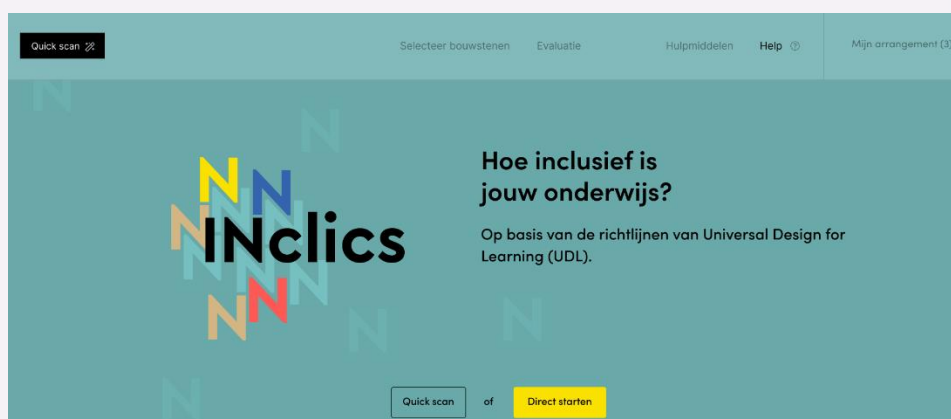 Quick scan
Selecteer bouwstenen
Evaluatie
Hulpmiddelen
Help
Mijn arrangement (3)
INclics
Hoe inclusief is
jouw onderwijs?
Op basis van de richtlijnen van Universal Design for
Learning (UDL).
Quick scan
of
Direct starten